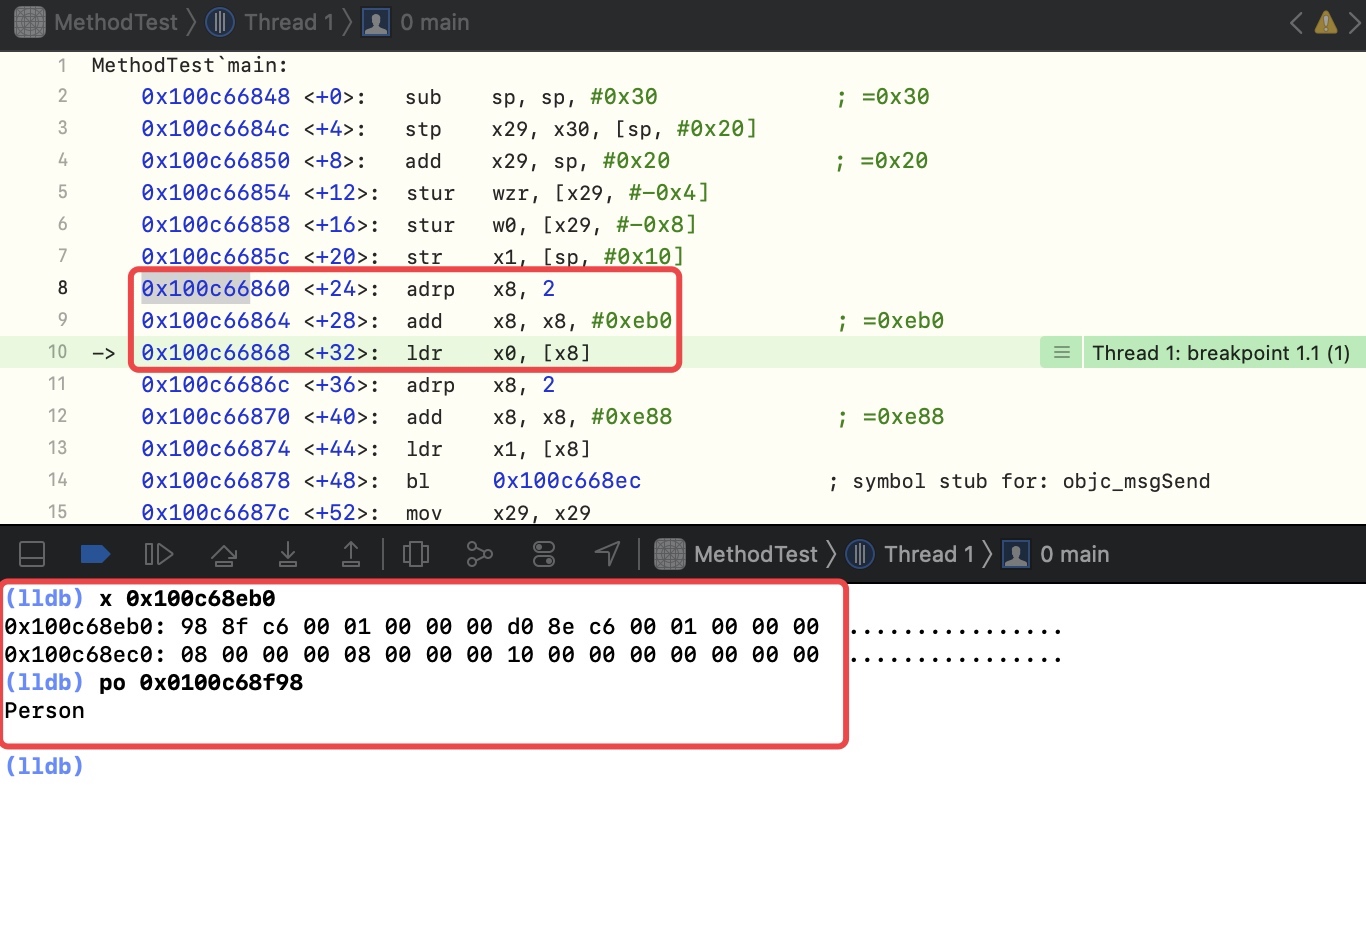 MethodTest 〉 Thread 1 〉 0 main
1 MethodTest`main:
2 0x100c66848 <+0>: sub sp, sp, #0x30 ; =0x30
3 0x100c6684c <+4>: stp x29, x30, [sp, #0x20]
4 0x100c66850 <+8>: add x29, sp, #0x20 ; =0x20
5 0x100c66854 <+12>: stur wzr, [x29, #-0x4]
6 0x100c66858 <+16>: stur w0, [x29, #-0x8]
7 0x100c6685c <+20>: str x1, [sp, #0x10]
8 0x100c66860 <+24>: adrp x8, 2
9 0x100c66864 <+28>: add x8, x8, #0xeb0 ; =0xeb0
10 -> 0x100c66868 <+32>: ldr x0, [x8] Thread 1: breakpoint 1.1 (1)
11 0x100c6686c <+36>: adrp x8, 2
12 0x100c66870 <+40>: add x8, x8, #0xe88 ; =0xe88
13 0x100c66874 <+44>: ldr x1, [x8]
14 0x100c66878 <+48>: bl 0x100c668ec ; symbol stub for: objc_msgSend
15 0x100c6687c <+52>: mov x29, x29
MethodTest 〉 Thread 1 〉 0 main
(lldb) x 0x100c68eb0
0x100c68eb0: 98 8f c6 00 01 00 00 00 d0 8e c6 00 01 00 00 00 ................
0x100c68ec0: 08 00 00 00 08 00 00 00 10 00 00 00 00 00 00 00 ................
(lldb) po 0x0100c68f98
Person
(lldb)